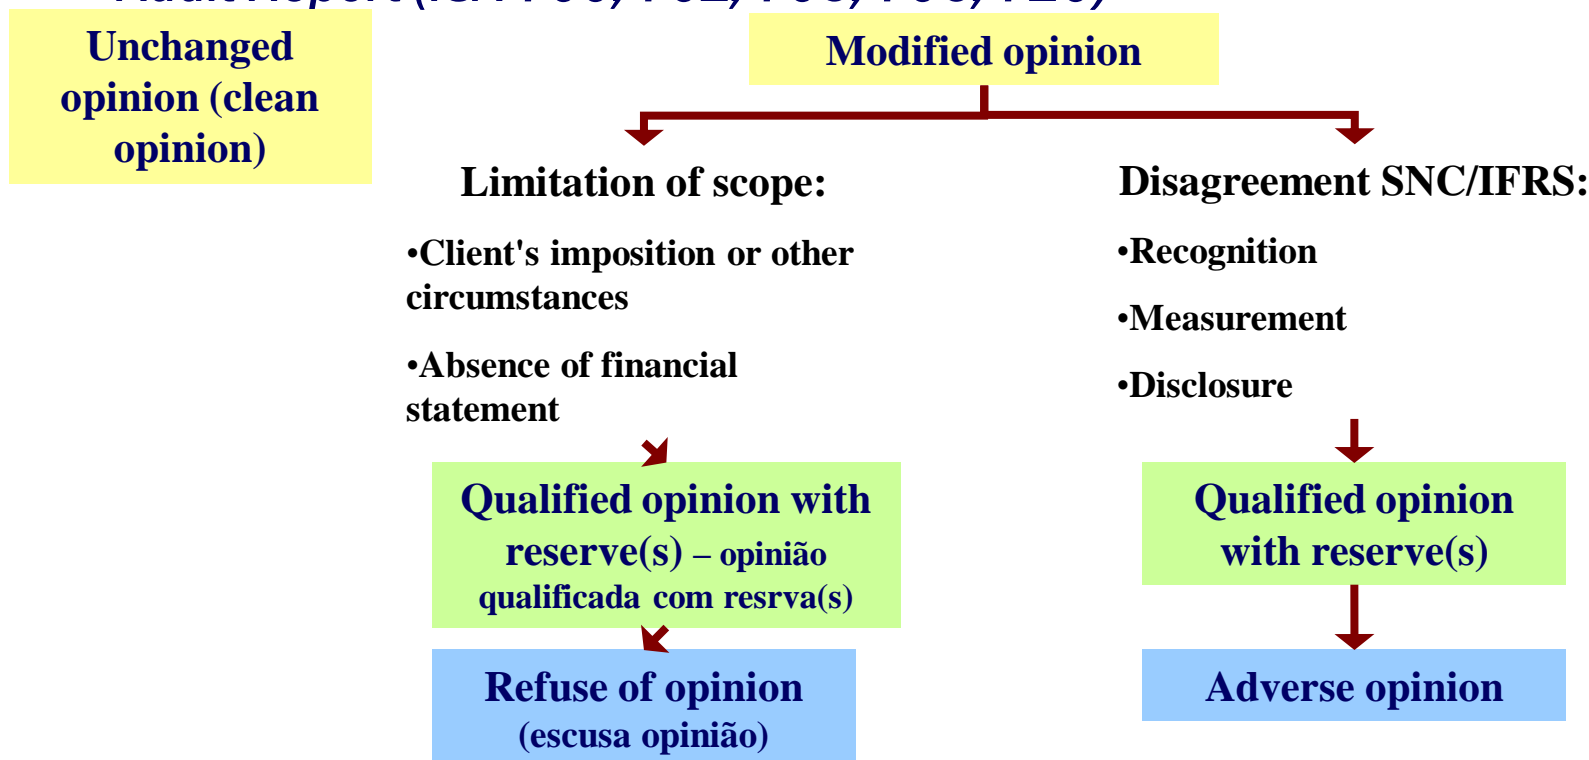 Unchanged
opinion (clean
opinion)
Modified opinion
Limitation of scope:
•Client's imposition or other
circumstances
•Absence of financial
statement
Qualified opinion with
reserve(s) – opinião
qualificada com resrva(s)
Refuse of opinion
(escusa opinião)
Disagreement SNC/IFRS:
•Recognition
•Measurement
•Disclosure
Qualified opinion
with reserve(s)
Adverse opinion